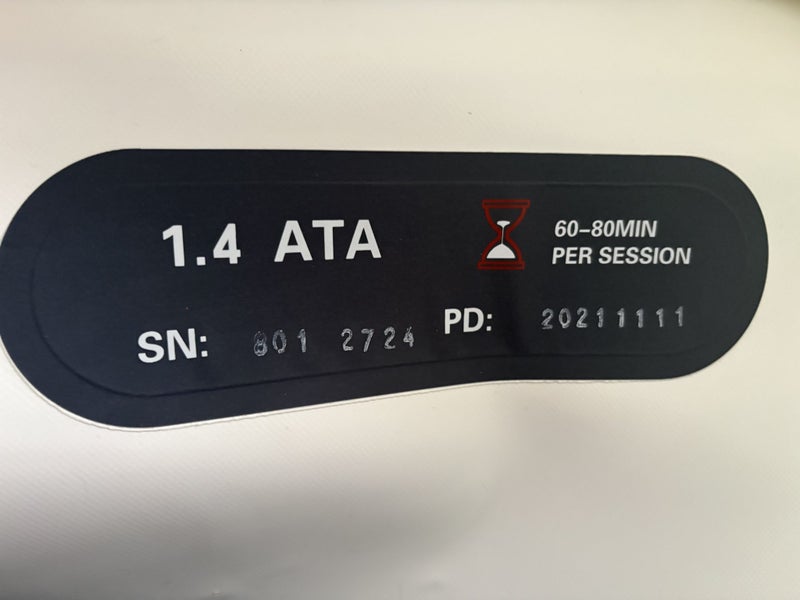 1.4 ATA
60-80MIN
PER SESSION
SN: 801 2724
PD: 20211111